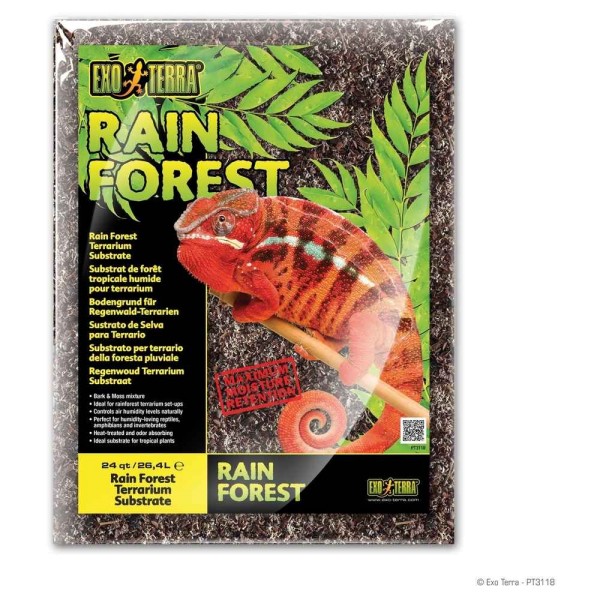 EXO TERRA®
RAIN
FOREST
Rain Forest
Terrarium
Substrate
Substrat de forêt
tropicale humide
pour terrarium
Bodengrund für
Regenwald-Terrarien
Sustrato de Selva
para Terrario
Substrato per terrario
della foresta pluviale
Regenwoud Terrarium
Substraat
• Bark & Moss mixture
• Ideal for rainforest terrarium set-ups
• Controls air humidity levels naturally
• Perfect for humidity-loving reptiles,
amphibians and invertebrates
• Heat-treated and odor absorbing
• Ideal substrate for tropical plants
MAXIMUM
MOISTURE
RETENTION
PT3118
24 qt/26,4L ℮
Rain Forest
Terrarium
Substrate
RAIN
FOREST
EXO TERRA®
www.exo-terra.com
© Exo Terra - PT3118